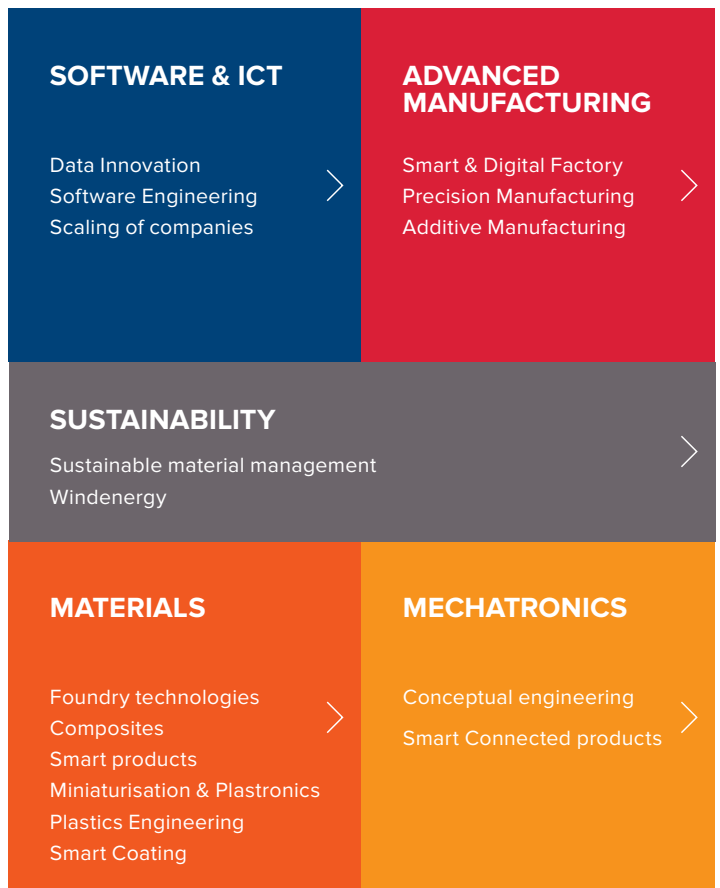 SOFTWARE & ICT
Data Innovation
Software Engineering
Scaling of companies
ADVANCED
MANUFACTURING
Smart & Digital Factory
Precision Manufacturing
Additive Manufacturing
SUSTAINABILITY
Sustainable material management
Windenergy
MATERIALS
Foundry technologies
Composites
Smart products
Miniaturisation & Plastronics
Plastics Engineering
Smart Coating
MECHATRONICS
Conceptual engineering
Smart Connected products